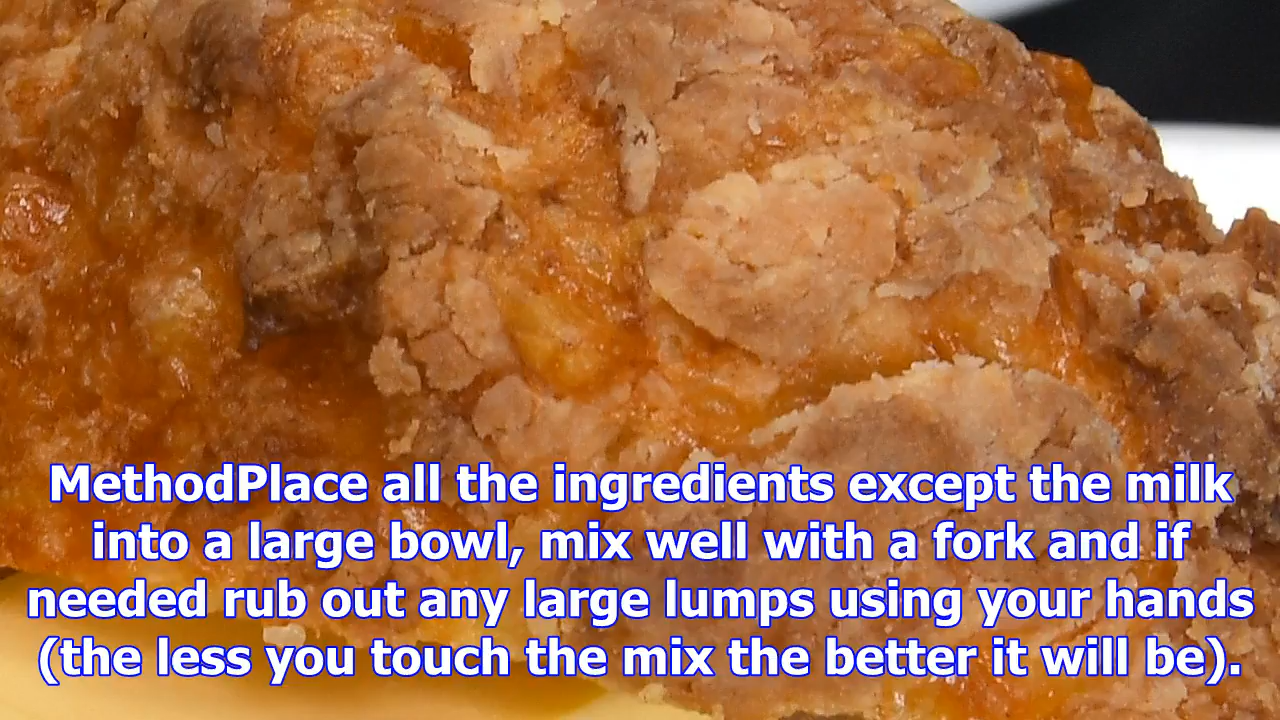 MethodPlace all the ingredients except the milk
into a large bowl, mix well with a fork and if
needed rub out any large lumps using your hands
(the less you touch the mix the better it will be).